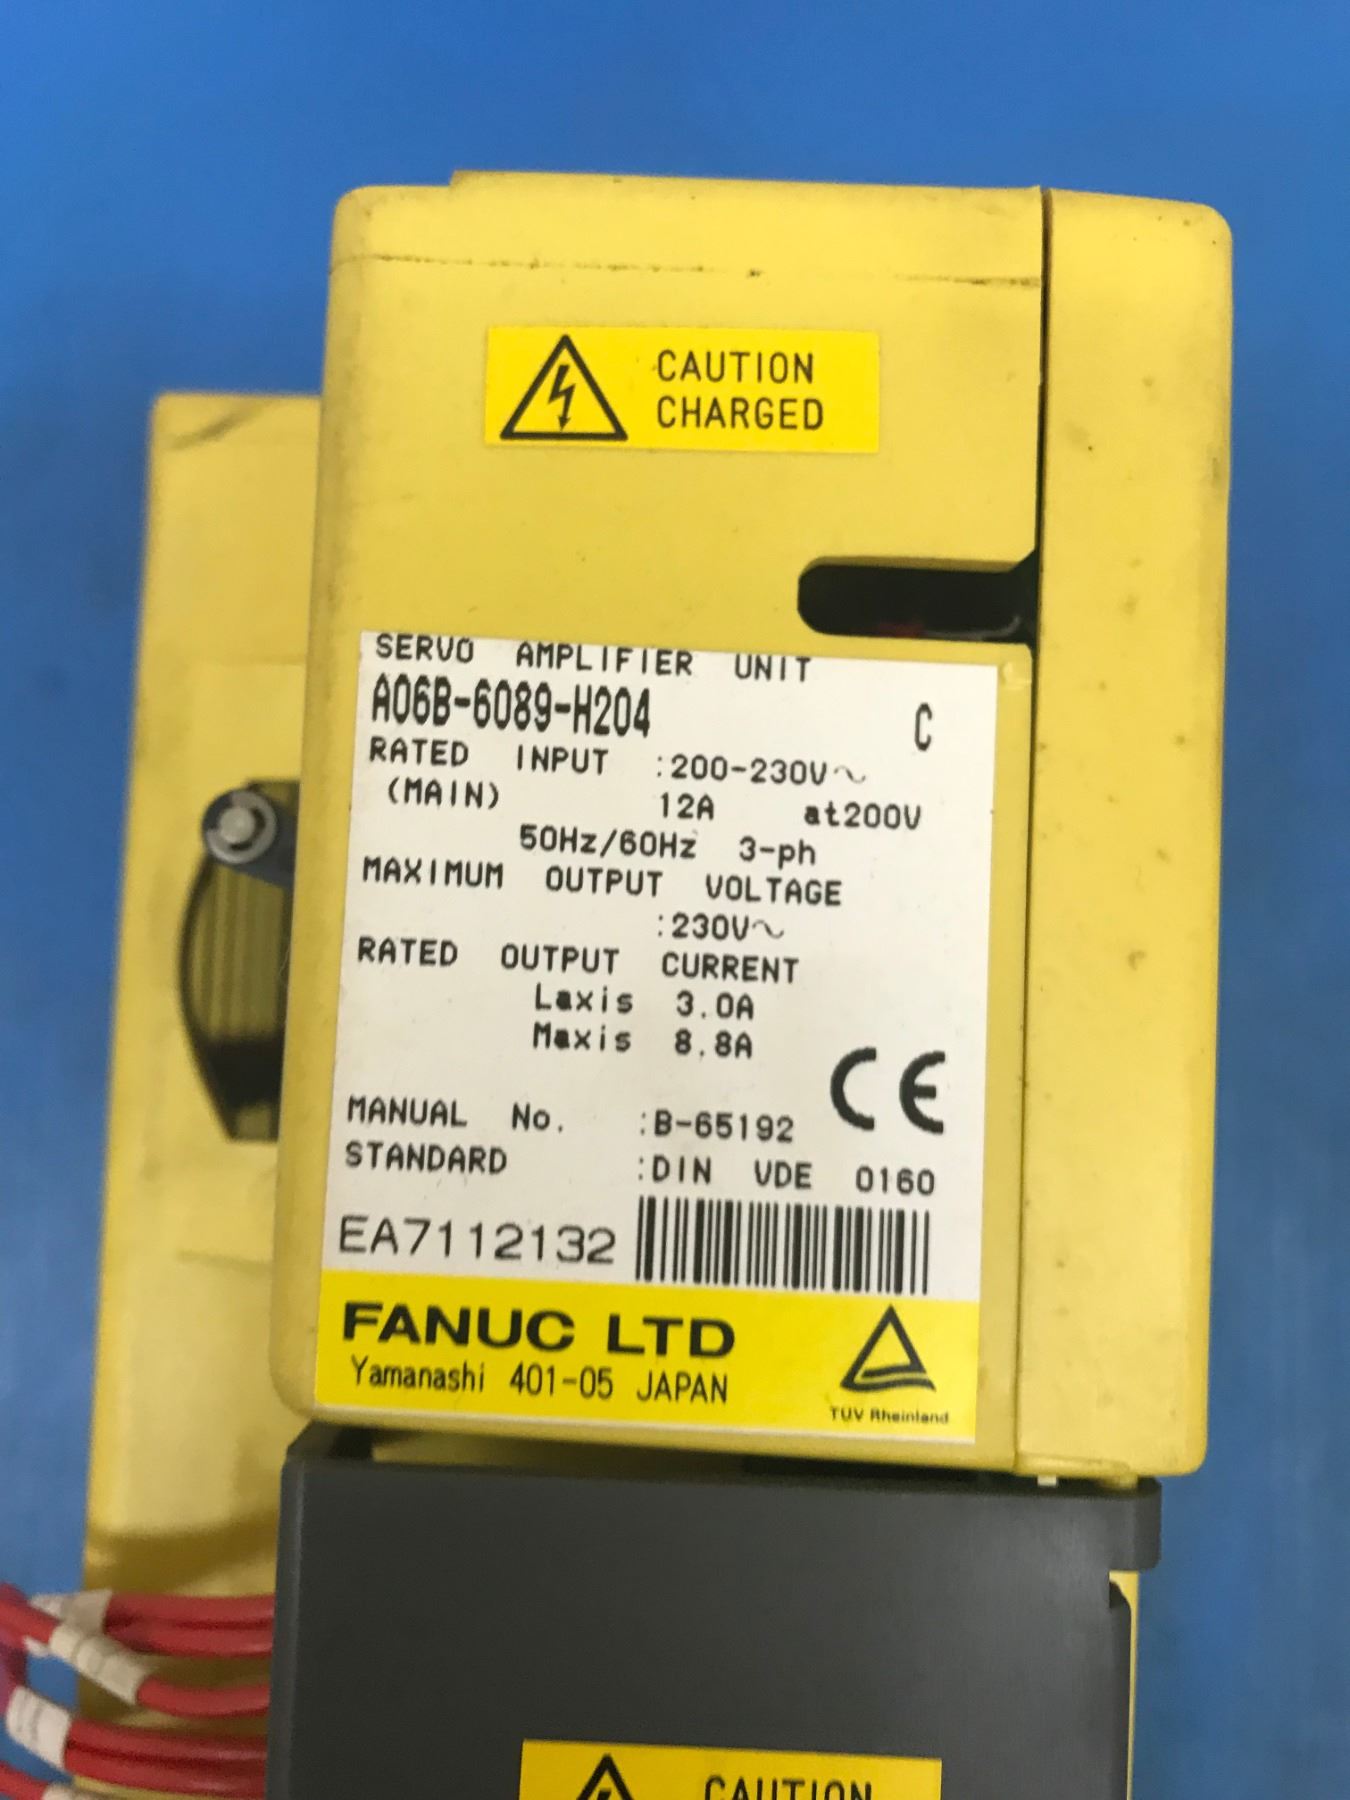 CAUTION
CHARGED
SERVO AMPLIFIER UNIT
A06B-6089-H204 C
RATED INPUT :200-230V~
(MAIN) 12A at200V
50Hz/60Hz 3-ph
MAXIMUM OUTPUT VOLTAGE
:230V~
RATED OUTPUT CURRENT
Laxis 3.0A
Maxis 8.8A
CE
MANUAL No. :B-65192
STANDARD :DIN VDE 0160
EA7112132
FANUC LTD
Yamanashi 401-05 JAPAN
TÜV Rheinland
CAUTION